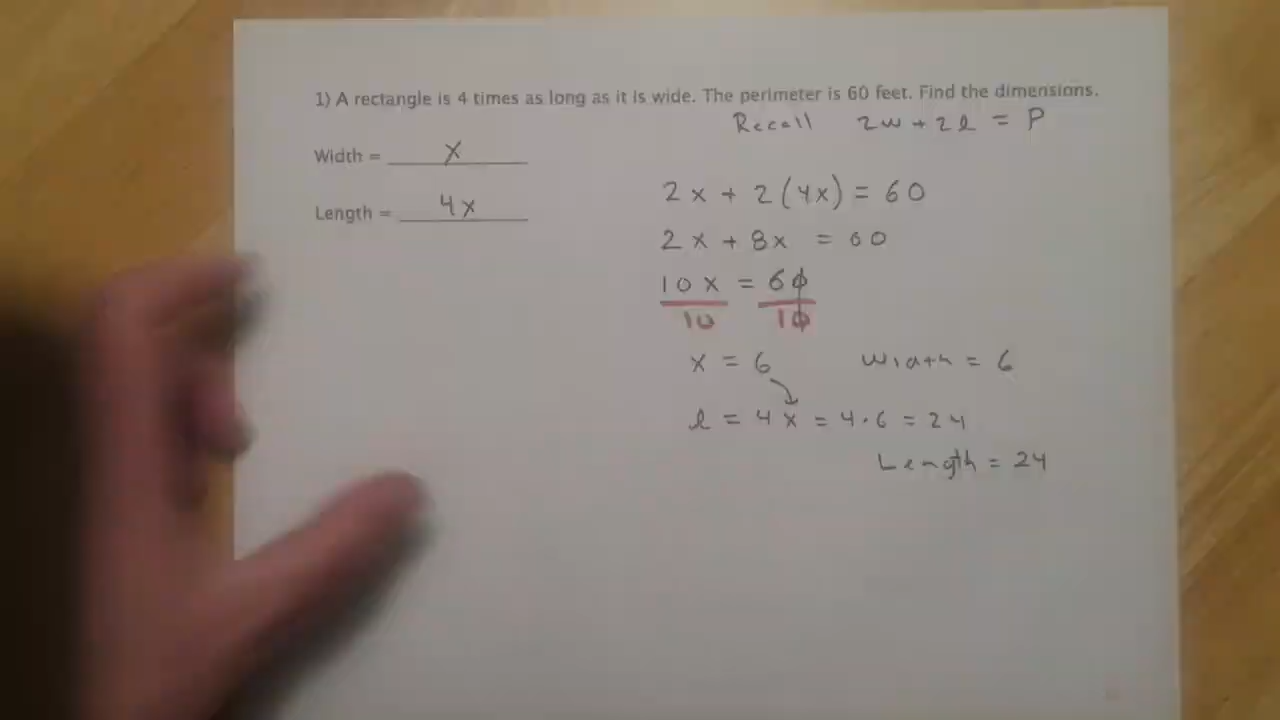 1) A rectangle is 4 times as long as it is wide. The perimeter is 60 feet. Find the dimensions.
Recall 2w + 2l = P
Width = x
Length = 4x
2x + 2(4x) = 60
2x + 8x = 60
10x = 60
10 10
x = 6 Width = 6
l = 4x = 4·6 = 24
Length = 24